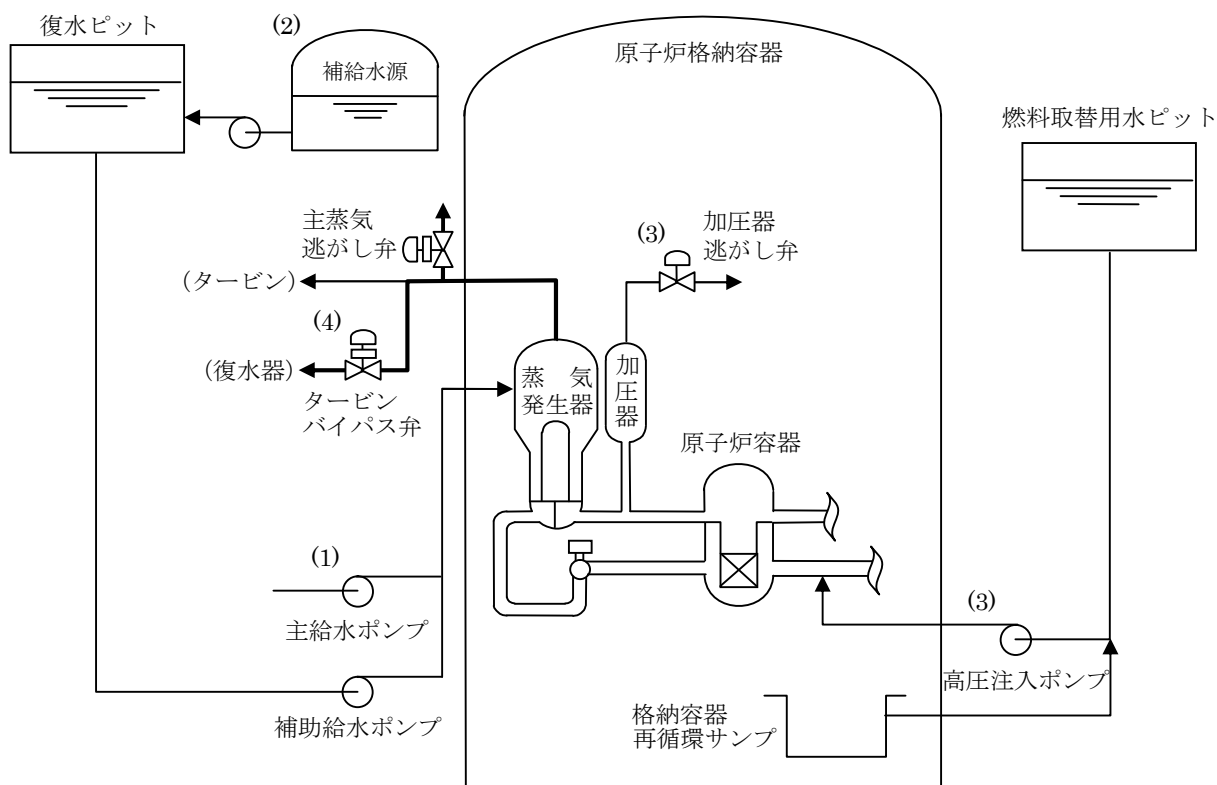 復水ピット
(2)
補給水源
原子炉格納容器
燃料取替用水ピット
主蒸気
逃がし弁
(3)
加圧器
逃がし弁
(タービン)
(4)
(復水器)
タービン
バイパス弁
蒸 気
発生器
加
圧
器
原子炉容器
(1)
主給水ポンプ
(3)
高圧注入ポンプ
補助給水ポンプ
格納容器
再循環サンプ